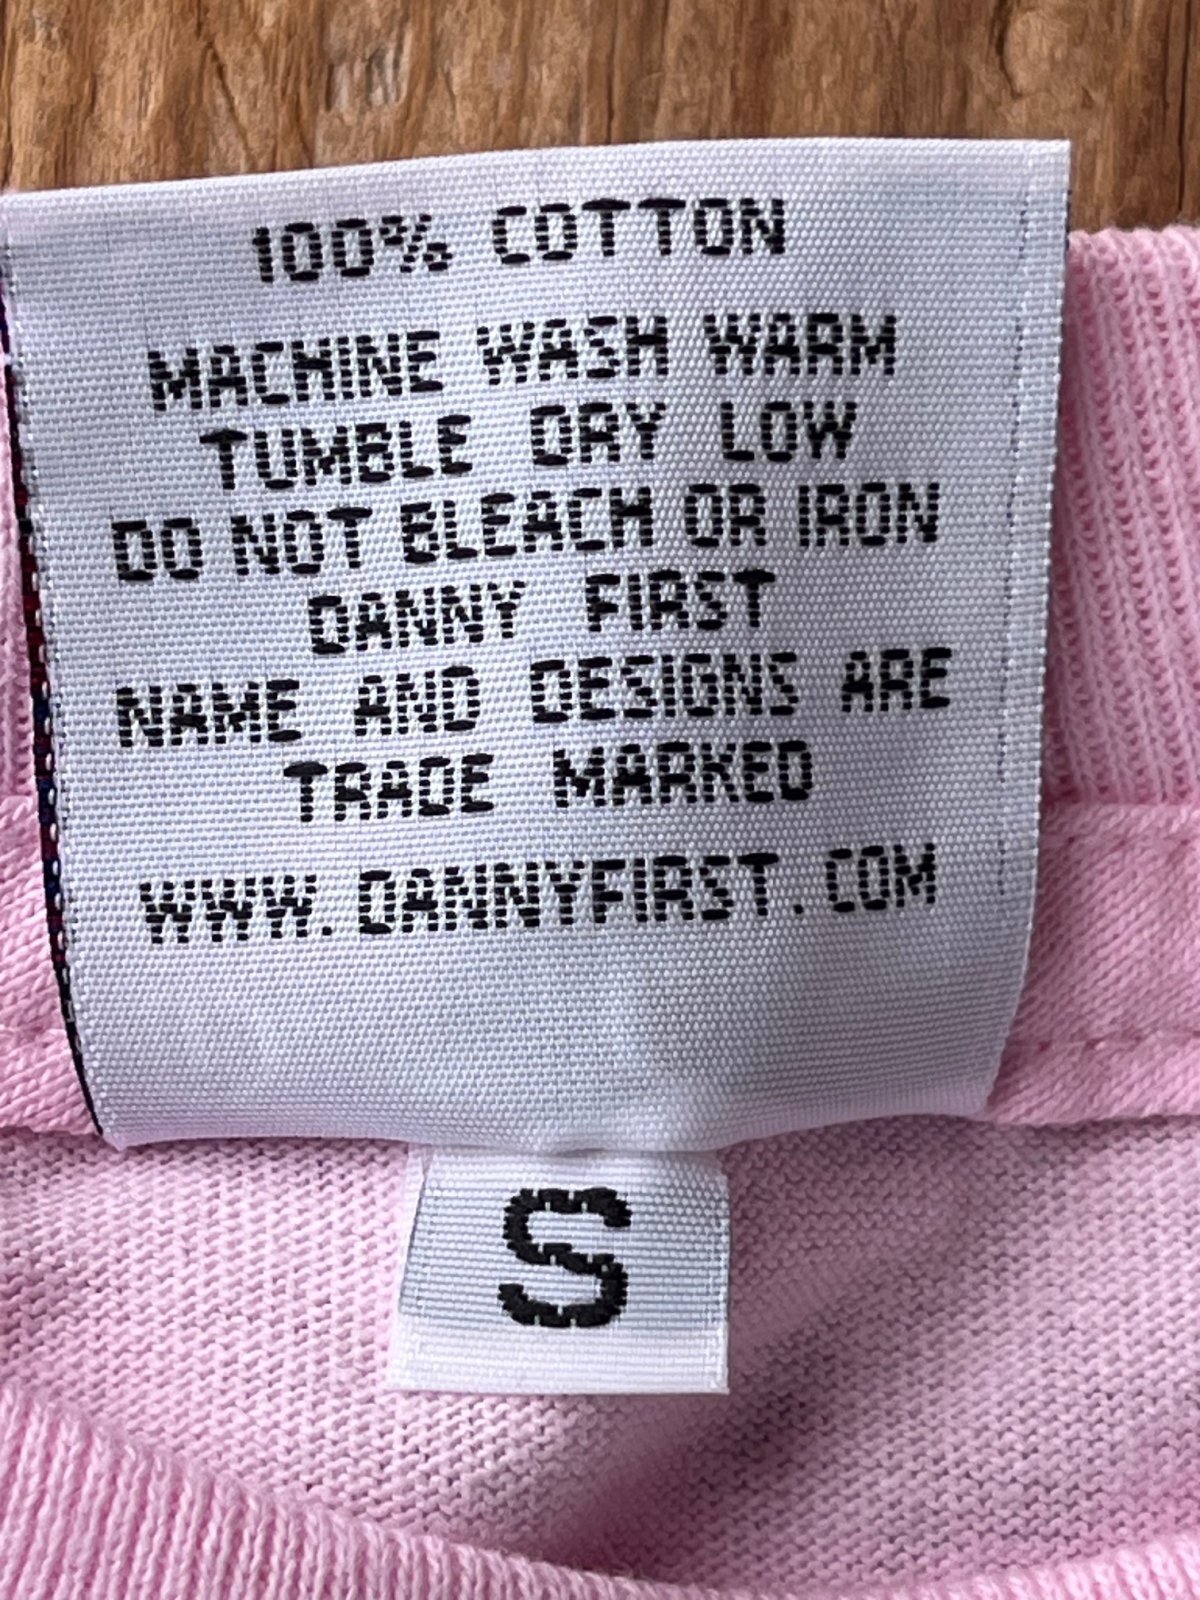 100% COTTON
MACHINE WASH WARM
TUMBLE DRY LOW
DO NOT BLEACH OR IRON
DANNY FIRST
NAME AND DESIGNS ARE
TRADE MARKED
WWW.DANNYFIRST.COM
S